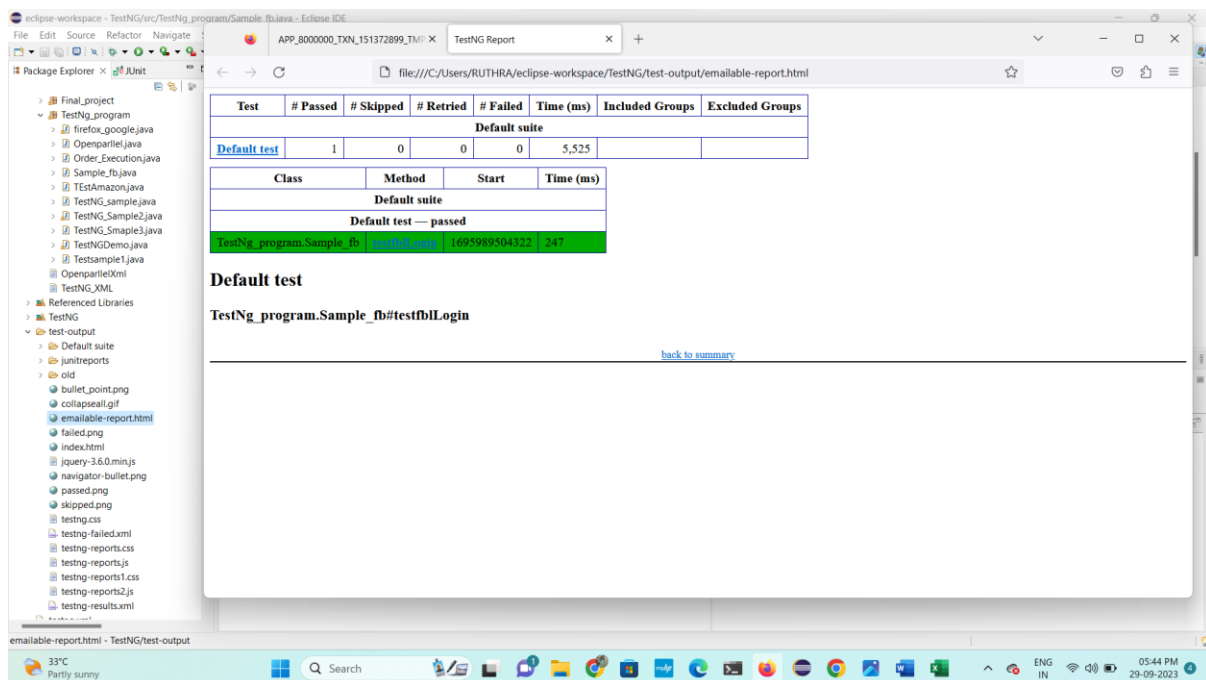 eclipse-workspace - TestNG/src/TestNg_program/Sample_fb.java - Eclipse IDE
File Edit Source Refactor Navigate
Package Explorer JUnit
Final_project
TestNg_program
firefox_google.java
Openparllel.java
Order_Execution.java
Sample_fb.java
TEstAmazon.java
TestNG_sample.java
TestNG_Sample2.java
TestNG_Smaple3.java
TestNGDemo.java
Testsample1.java
OpenparllelXml
TestNG_XML
Referenced Libraries
TestNG
test-output
Default suite
junitreports
old
bullet_point.png
collapseall.gif
emailable-report.html
failed.png
index.html
jquery-3.6.0.min.js
navigator-bullet.png
passed.png
skipped.png
testng.css
testng-failed.xml
testng-reports.css
testng-reports.js
testng-reports1.css
testng-reports2.js
testng-results.xml
APP_8000000_TXN_151372899_TMP TestNG Report
file:///C:/Users/RUTHRA/eclipse-workspace/TestNG/test-output/emailable-report.html
Test # Passed # Skipped # Retried # Failed Time (ms) Included Groups Excluded Groups
Default suite
Default test 1 0 0 0 5,525
Class Method Start Time (ms)
Default suite
Default test — passed
TestNg_program.Sample_fb testfblLogin 1695989504322 247
Default test
TestNg_program.Sample_fb#testfblLogin
back to summary
emailable-report.html - TestNG/test-output
33°C
Partly sunny
Search
ENG
IN
05:44 PM
29-09-2023
4